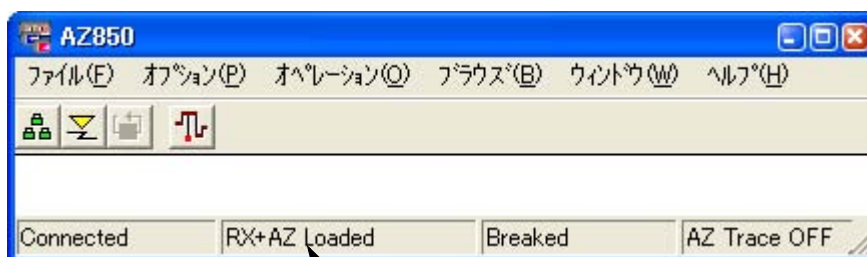 AZ850
ﾌｧｲﾙ(F) ｵﾌﾟｼｮﾝ(P) ｵﾍﾟﾚｰｼｮﾝ(O) ﾌﾞﾗｳｽﾞ(B) ｳｨﾝﾄﾞｳ(W) ﾍﾙﾌﾟ(H)
Connected RX+AZ Loaded Breaked AZ Trace OFF